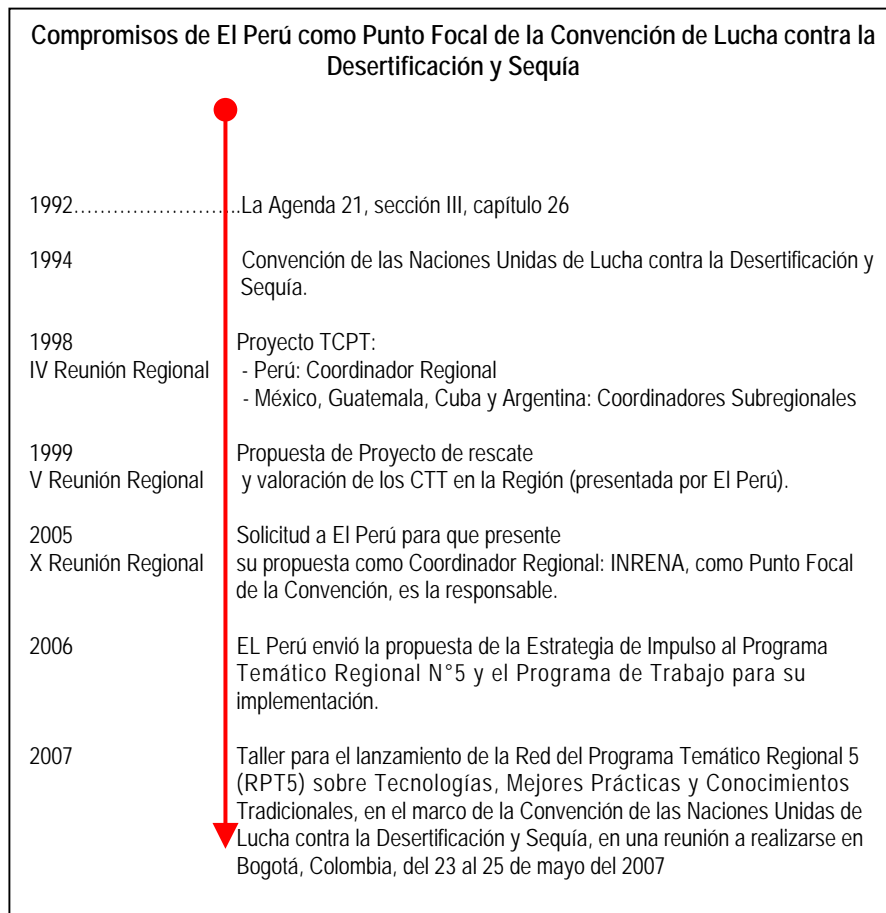 Compromisos de El Perú como Punto Focal de la Convención de Lucha contra la
Desertificación y Sequía
1992……………………..La Agenda 21, sección III, capítulo 26
1994 Convención de las Naciones Unidas de Lucha contra la Desertificación y
Sequía.
1998 Proyecto TCPT:
IV Reunión Regional - Perú: Coordinador Regional
- México, Guatemala, Cuba y Argentina: Coordinadores Subregionales
1999 Propuesta de Proyecto de rescate
V Reunión Regional y valoración de los CTT en la Región (presentada por El Perú).
2005 Solicitud a El Perú para que presente
X Reunión Regional su propuesta como Coordinador Regional: INRENA, como Punto Focal
de la Convención, es la responsable.
2006 EL Perú envió la propuesta de la Estrategia de Impulso al Programa
Temático Regional N°5 y el Programa de Trabajo para su
implementación.
2007 Taller para el lanzamiento de la Red del Programa Temático Regional 5
(RPT5) sobre Tecnologías, Mejores Prácticas y Conocimientos
Tradicionales, en el marco de la Convención de las Naciones Unidas de
Lucha contra la Desertificación y Sequía, en una reunión a realizarse en
Bogotá, Colombia, del 23 al 25 de mayo del 2007